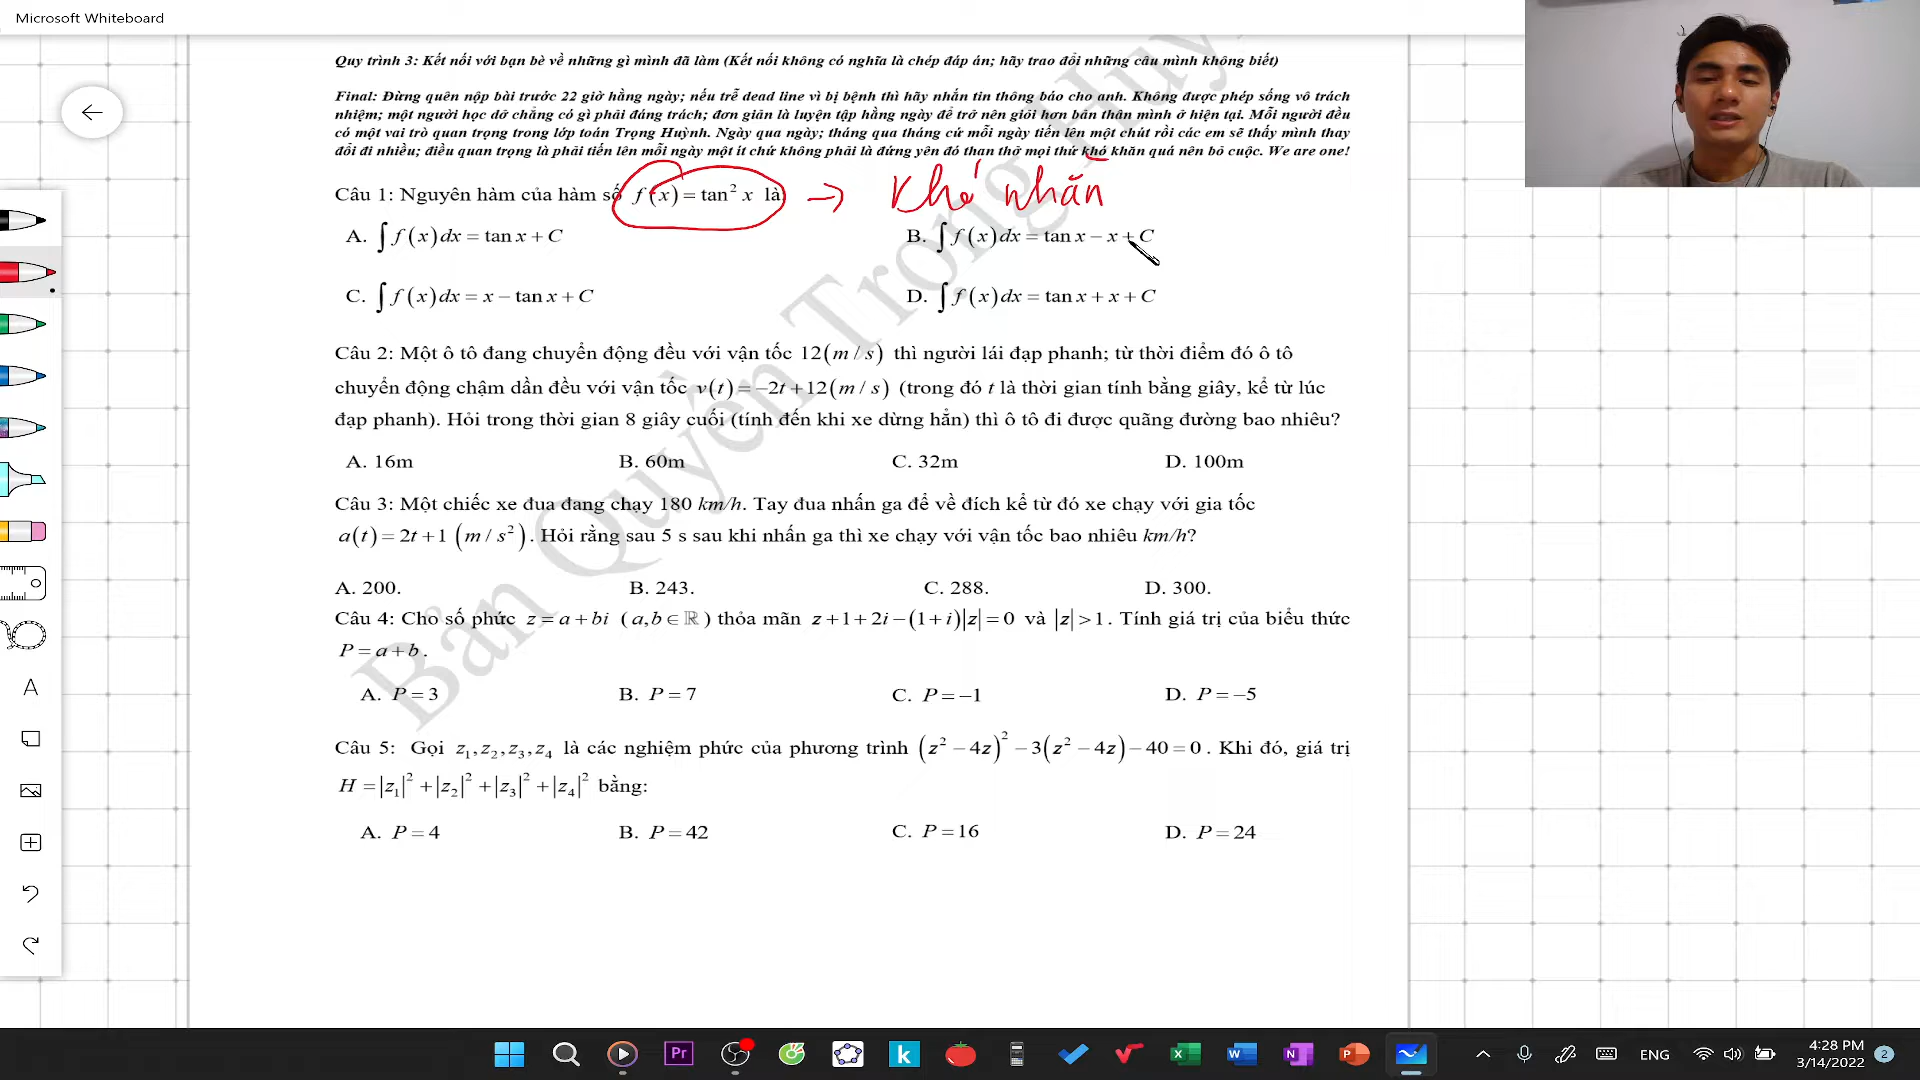 Microsoft Whiteboard
Quy trình 3: Kết nối với bạn bè về những gì mình đã làm (Kết nối không có nghĩa là chép đáp án; hãy trao đổi những câu mình không biết)
Final: Đừng quên nộp bài trước 22 giờ hằng ngày; nếu trễ dead line vì bị bệnh thì hãy nhắn tin thông báo cho anh. Không được phép sống vô trách
nhiệm; một người học dở chẳng có gì phải đáng trách; đơn giản là luyện tập hằng ngày để trở nên giỏi hơn bản thân mình ở hiện tại. Mỗi người đều
có một vai trò quan trọng trong lớp toán Trọng Huỳnh. Ngày qua ngày; tháng qua tháng cứ mỗi ngày tiến lên một chút rồi các em sẽ thấy mình thay
đổi đi nhiều; điều quan trọng là phải tiến lên mỗi ngày một ít chứ không phải là đứng yên đó than thở mọi thứ khó khăn quá nên bỏ cuộc. We are one!
Câu 1: Nguyên hàm của hàm số f(x) = tan² x là → Khó nhằn
A. ∫ f(x)dx = tan x + C B. ∫ f(x)dx = tan x − x + C
C. ∫ f(x)dx = x − tan x + C D. ∫ f(x)dx = tan x + x + C
Câu 2: Một ô tô đang chuyển động đều với vận tốc 12(m / s) thì người lái đạp phanh; từ thời điểm đó ô tô
chuyển động chậm dần đều với vận tốc v(t) = −2t + 12(m / s) (trong đó t là thời gian tính bằng giây, kể từ lúc
đạp phanh). Hỏi trong thời gian 8 giây cuối (tính đến khi xe dừng hẳn) thì ô tô đi được quãng đường bao nhiêu?
A. 16m B. 60m C. 32m D. 100m
Câu 3: Một chiếc xe đua đang chạy 180 km/h. Tay đua nhấn ga để về đích kể từ đó xe chạy với gia tốc
a(t) = 2t + 1 (m / s²). Hỏi rằng sau 5 s sau khi nhấn ga thì xe chạy với vận tốc bao nhiêu km/h?
A. 200. B. 243. C. 288. D. 300.
Câu 4: Cho số phức z = a + bi (a,b ∈ ℝ) thỏa mãn z + 1 + 2i − (1 + i)|z| = 0 và |z| > 1. Tính giá trị của biểu thức
P = a + b.
A. P = 3 B. P = 7 C. P = −1 D. P = −5
Câu 5: Gọi z₁, z₂, z₃, z₄ là các nghiệm phức của phương trình (z² − 4z)² − 3(z² − 4z) − 40 = 0. Khi đó, giá trị
H = |z₁|² + |z₂|² + |z₃|² + |z₄|² bằng:
A. P = 4 B. P = 42 C. P = 16 D. P = 24
Bản Quyền Trọng Huỳ
ENG
4:28 PM
3/14/2022
2